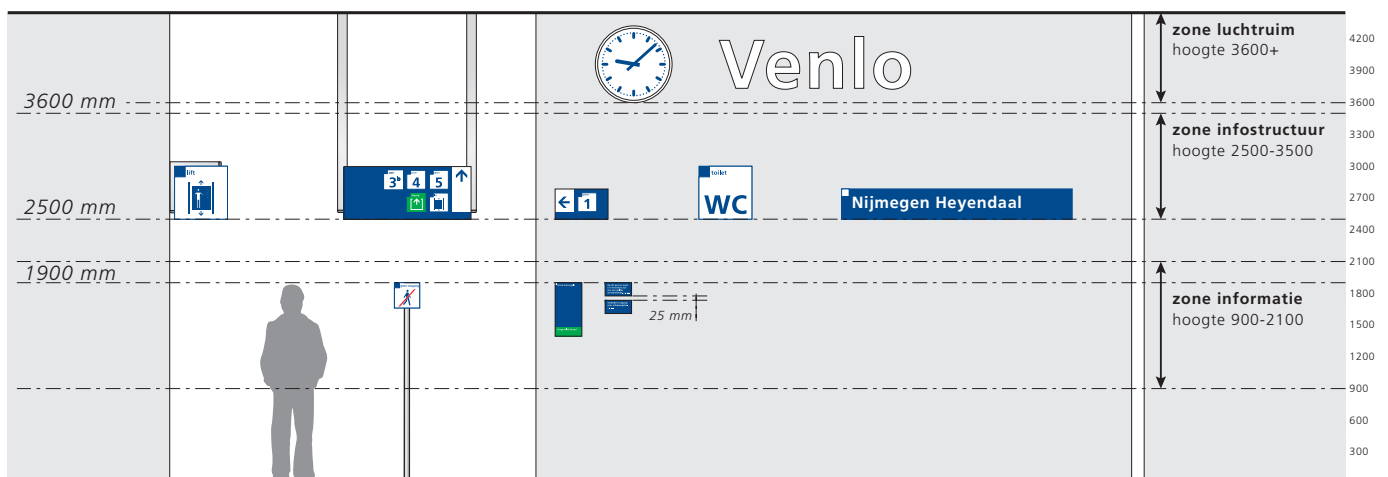 Venlo
zone luchtruim
hoogte 3600+
4200
3900
3600 mm
3600
3300
zone infostructuur
hoogte 2500-3500
3000
lift
3b 4 5
toilet
WC
1
Nijmegen Heyendaal
2700
2500 mm
2400
2100
1900 mm
1800
zone informatie
hoogte 900-2100
25 mm
1500
1200
900
600
300